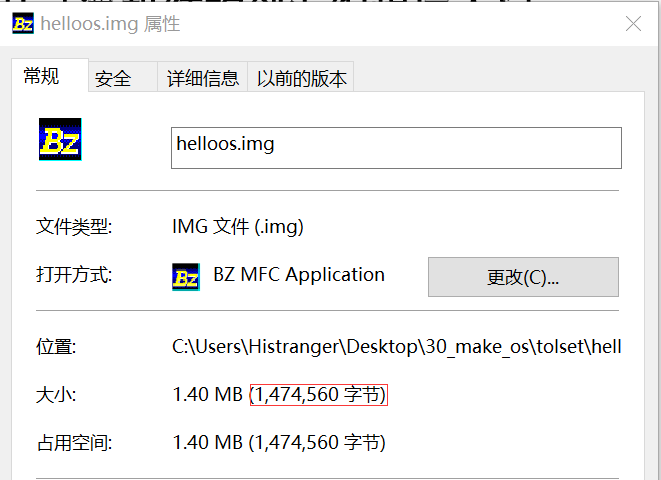 Bz helloos.img 属性
常规 安全 详细信息 以前的版本
Bz helloos.img
文件类型: IMG 文件 (.img)
打开方式: Bz BZ MFC Application 更改(C)...
位置: C:\Users\Histranger\Desktop\30_make_os\tolset\hell
大小: 1.40 MB (1,474,560 字节)
占用空间: 1.40 MB (1,474,560 字节)